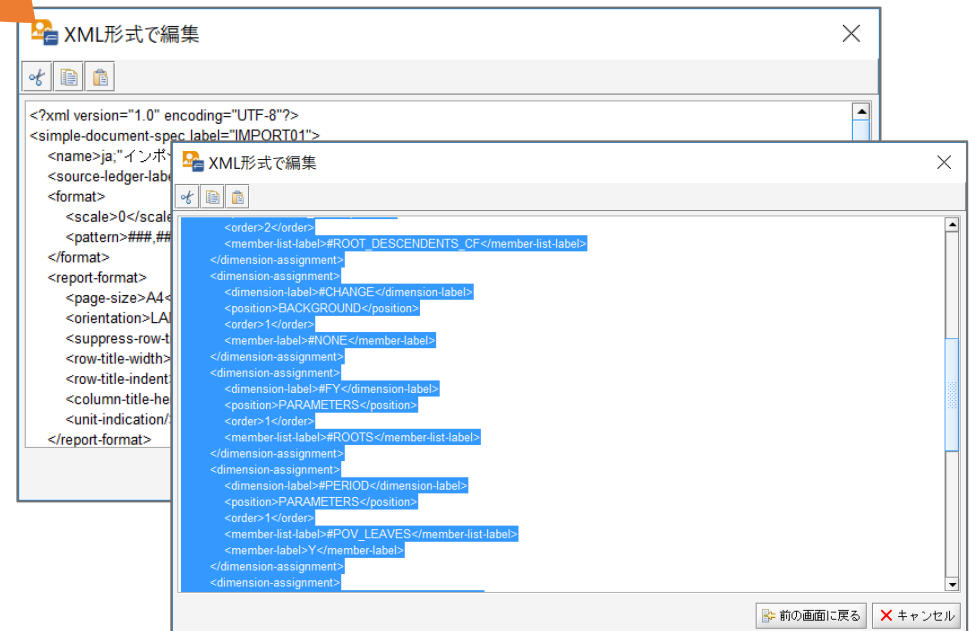 XML形式で編集
<?xml version="1.0" encoding="UTF-8"?>
<simple-document-spec label="IMPORT01">
<name>ja;"インポ
<source-ledger-labe
<format>
<scale>0</scale
<pattern>###,##
</format>
<report-format>
<page-size>A4<
<orientation>LA
<suppress-row-t
<row-title-width>
<row-title-indent
<column-title-he
<unit-indication/
</report-format>
XML形式で編集
<order>2</order>
<member-list-label>#ROOT_DESCENDENTS_CF</member-list-label>
</dimension-assignment>
<dimension-assignment>
<dimension-label>#CHANGE</dimension-label>
<position>BACKGROUND</position>
<order>1</order>
<member-label>#NONE</member-label>
</dimension-assignment>
<dimension-assignment>
<dimension-label>#FY</dimension-label>
<position>PARAMETERS</position>
<order>1</order>
<member-list-label>#ROOTS</member-list-label>
</dimension-assignment>
<dimension-assignment>
<dimension-label>#PERIOD</dimension-label>
<position>PARAMETERS</position>
<order>1</order>
<member-list-label>#POV_LEAVES</member-list-label>
<member-label>Y</member-label>
</dimension-assignment>
<dimension-assignment>
前の画面に戻る キャンセル